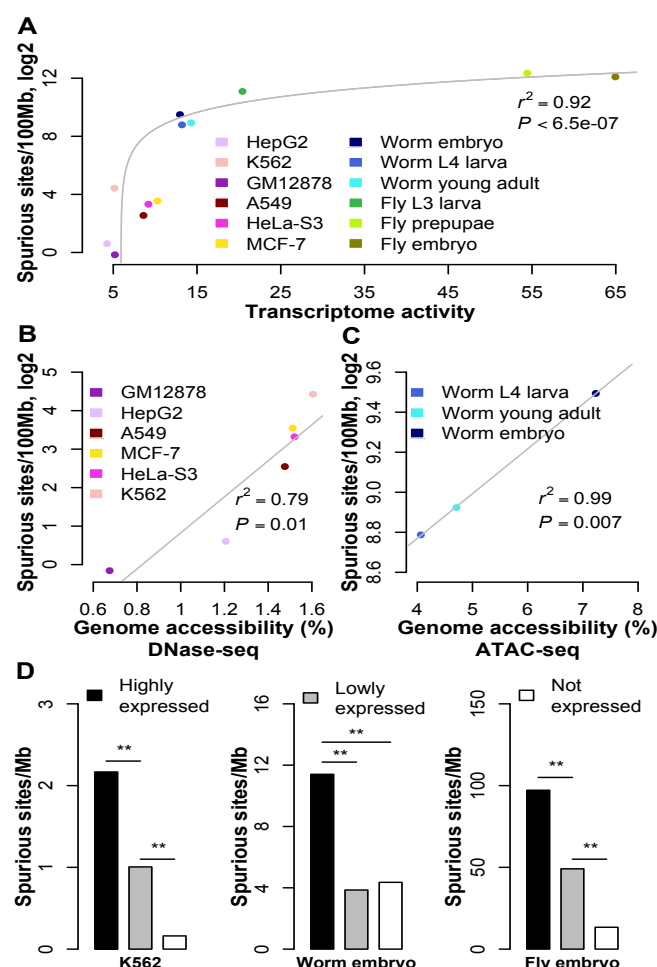 A
Spurious sites/100Mb, log2
12
8
4
0
r² = 0.92
P < 6.5e-07
HepG2
K562
GM12878
A549
HeLa-S3
MCF-7
Worm embryo
Worm L4 larva
Worm young adult
Fly L3 larva
Fly prepupae
Fly embryo
5 15 25 35 45 55 65
Transcriptome activity
B
Spurious sites/100Mb, log2
5
4
3
2
1
0
GM12878
HepG2
A549
MCF-7
HeLa-S3
K562
r² = 0.79
P = 0.01
0.6 0.8 1 1.2 1.4 1.6
Genome accessibility (%)
DNase-seq
C
Spurious sites/100Mb, log2
9.6
9.4
9.2
9.0
8.8
8.6
Worm L4 larva
Worm young adult
Worm embryo
r² = 0.99
P = 0.007
4 5 6 7 8
Genome accessibility (%)
ATAC-seq
D
Highly
expressed
Lowly
expressed
Not
expressed
Spurious sites/Mb
3
2
1
0
**
**
K562
Spurious sites/Mb
16
12
8
4
0
**
**
Worm embryo
Spurious sites/Mb
150
100
50
0
**
**
Fly embryo